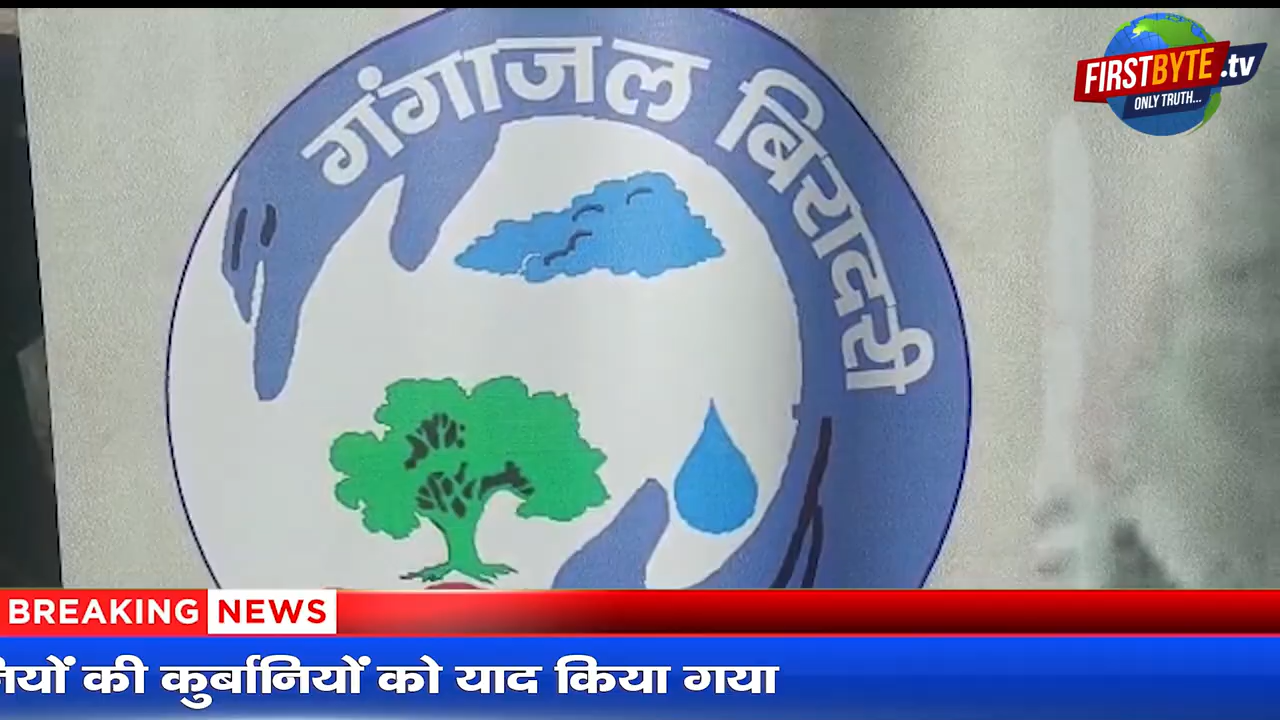 गंगाजल बिरादरी
FIRSTBYTE.tv
ONLY TRUTH...
BREAKING NEWS
की कुर्बानियों को याद किया गया